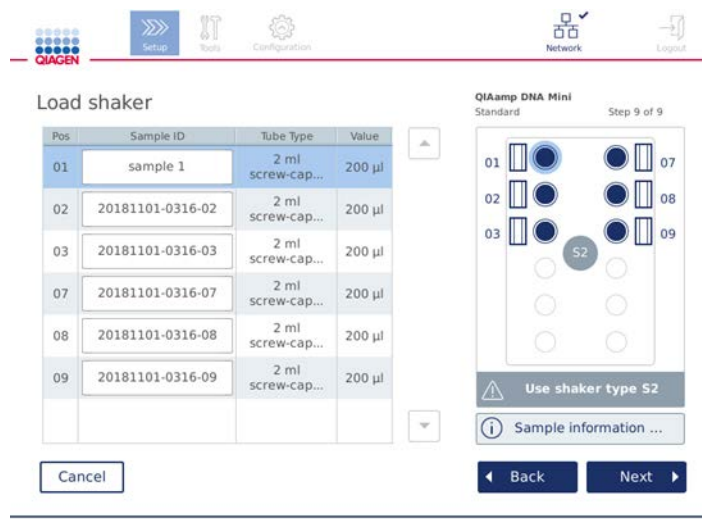 QIAGEN
Setup
Tools
Configuration
Network
Logout
Load shaker
QIAamp DNA Mini
Standard Step 9 of 9
Pos Sample ID Tube Type Value
01 sample 1 2 ml screw-cap... 200 µl
02 20181101-0316-02 2 ml screw-cap... 200 µl
03 20181101-0316-03 2 ml screw-cap... 200 µl
07 20181101-0316-07 2 ml screw-cap... 200 µl
08 20181101-0316-08 2 ml screw-cap... 200 µl
09 20181101-0316-09 2 ml screw-cap... 200 µl
01 07
02 08
03 09
S2
Use shaker type S2
Sample information ...
Cancel
Back
Next